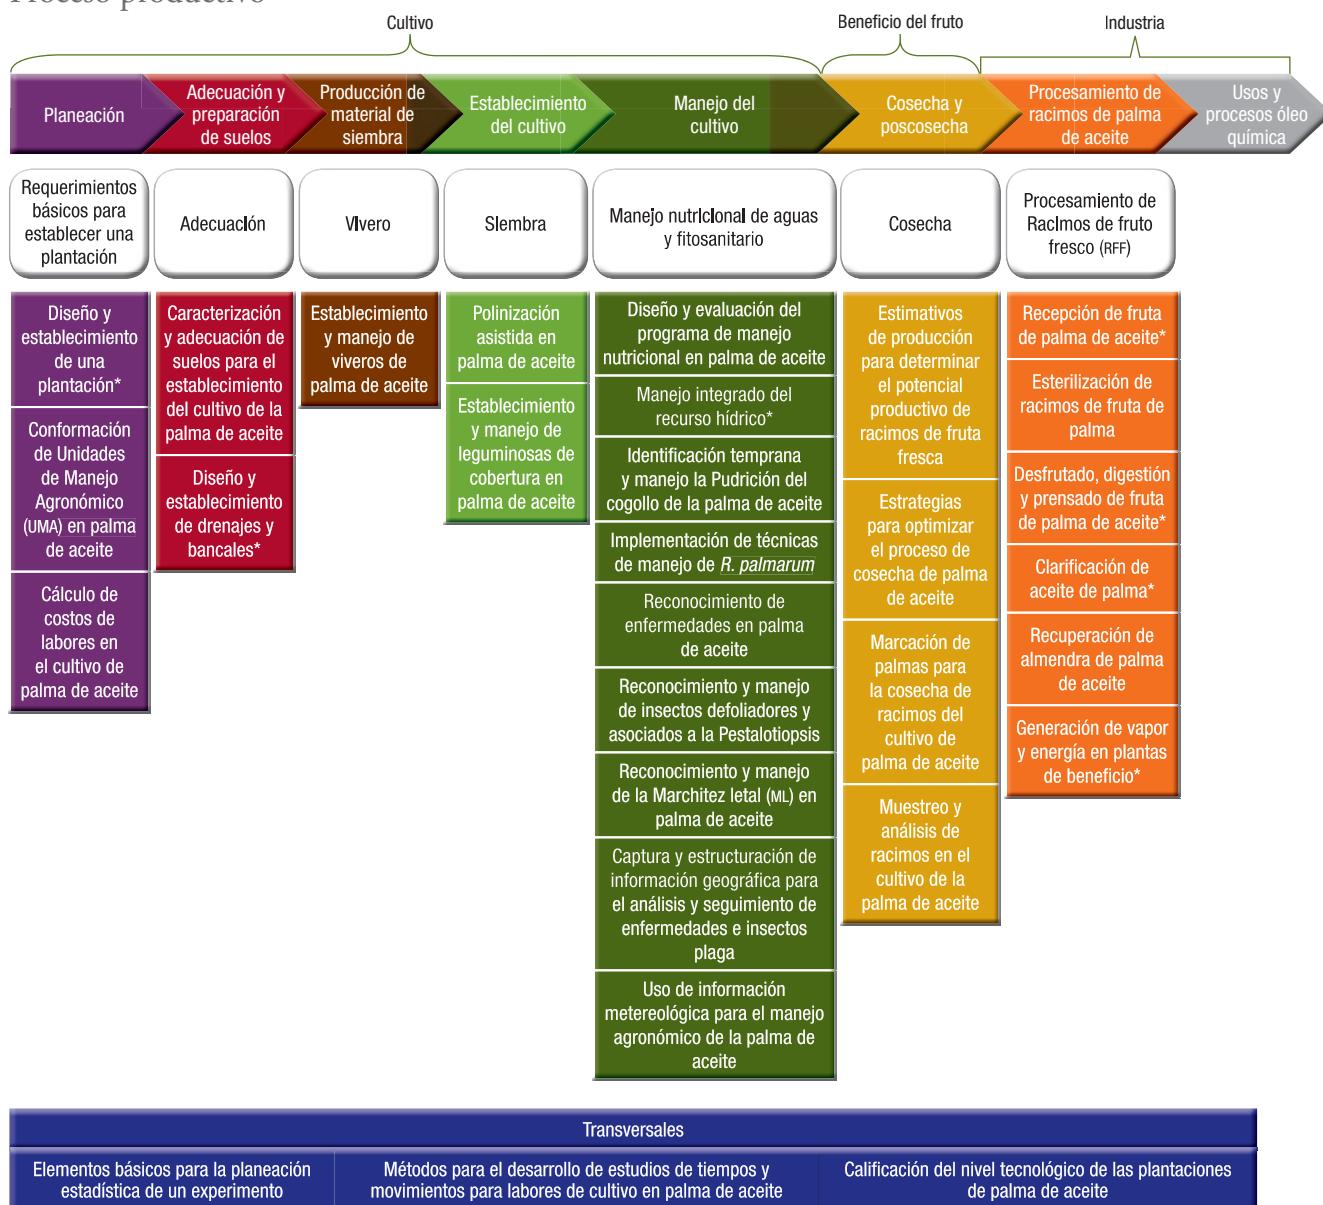 Proceso productivo
Cultivo
Beneficio del fruto
Industria
Planeación
Adecuación y
preparación
de suelos
Producción de
material de
siembra
Establecimiento
del cultivo
Manejo del
cultivo
Cosecha y
poscosecha
Procesamiento de
racimos de palma
de aceite
Usos y
procesos óleo
química
Requerimientos
básicos para
establecer una
plantación
Adecuación
Vivero
Siembra
Manejo nutricional de aguas
y fitosanitario
Cosecha
Procesamiento de
Racimos de fruto
fresco (RFF)
Diseño y
establecimiento
de una
plantación*
Conformación
de Unidades
de Manejo
Agronómico
(UMA) en palma
de aceite
Cálculo de
costos de
labores en
el cultivo de
palma de aceite
Caracterización
y adecuación de
suelos para el
establecimiento
del cultivo de la
palma de aceite
Diseño y
establecimiento
de drenajes y
bancales*
Establecimiento
y manejo de
viveros de
palma de aceite
Polinización
asistida en
palma de aceite
Establecimiento
y manejo de
leguminosas de
cobertura en
palma de aceite
Diseño y evaluación del
programa de manejo
nutricional en palma de aceite
Manejo integrado del
recurso hídrico*
Identificación temprana
y manejo la Pudrición del
cogollo de la palma de aceite
Implementación de técnicas
de manejo de R. palmarum
Reconocimiento de
enfermedades en palma
de aceite
Reconocimiento y manejo
de insectos defoliadores y
asociados a la Pestalotiopsis
Reconocimiento y manejo
de la Marchitez letal (ML) en
palma de aceite
Captura y estructuración de
información geográfica para
el análisis y seguimiento de
enfermedades e insectos
plaga
Uso de información
metereológica para el manejo
agronómico de la palma de
aceite
Estimativos
de producción
para determinar
el potencial
productivo de
racimos de fruta
fresca
Estrategias
para optimizar
el proceso de
cosecha de palma
de aceite
Marcación de
palmas para
la cosecha de
racimos del
cultivo de
palma de aceite
Muestreo y
análisis de
racimos en el
cultivo de la
palma de aceite
Recepción de fruta
de palma de aceite*
Esterilización de
racimos de fruta de
palma
Desfrutado, digestión
y prensado de fruta
de palma de aceite*
Clarificación de
aceite de palma*
Recuperación de
almendra de palma
de aceite
Generación de vapor
y energía en plantas
de beneficio*
Transversales
Elementos básicos para la planeación
estadística de un experimento
Métodos para el desarrollo de estudios de tiempos y
movimientos para labores de cultivo en palma de aceite
Calificación del nivel tecnológico de las plantaciones
de palma de aceite